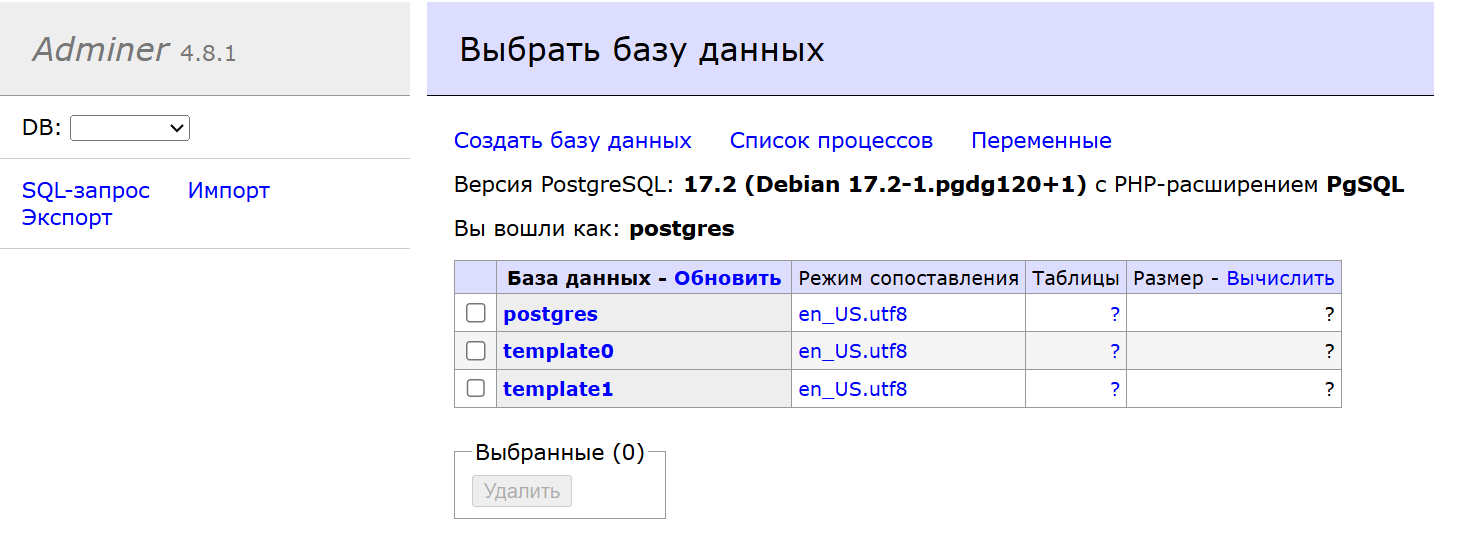 Adminer 4.8.1
DB:
SQL-запрос Импорт
Экспорт
Выбрать базу данных
Создать базу данных Список процессов Переменные
Версия PostgreSQL: 17.2 (Debian 17.2-1.pgdg120+1) с PHP-расширением PgSQL
Вы вошли как: postgres
База данных - Обновить Режим сопоставления Таблицы Размер - Вычислить
postgres en_US.utf8 ? ?
template0 en_US.utf8 ? ?
template1 en_US.utf8 ? ?
Выбранные (0)
Удалить